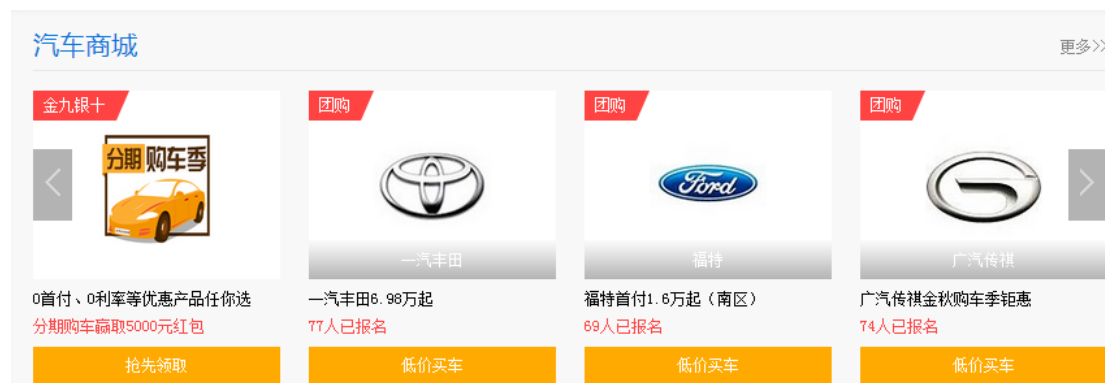 汽车商城
更多>>
金九银十
分期购车季
0首付、0利率等优惠产品任你选
分期购车赢取5000元红包
抢先领取
团购
一汽丰田
一汽丰田6.98万起
77人已报名
低价买车
团购
Ford
福特
福特首付1.6万起（南区）
69人已报名
低价买车
团购
广汽传祺
广汽传祺金秋购车季钜惠
74人已报名
低价买车